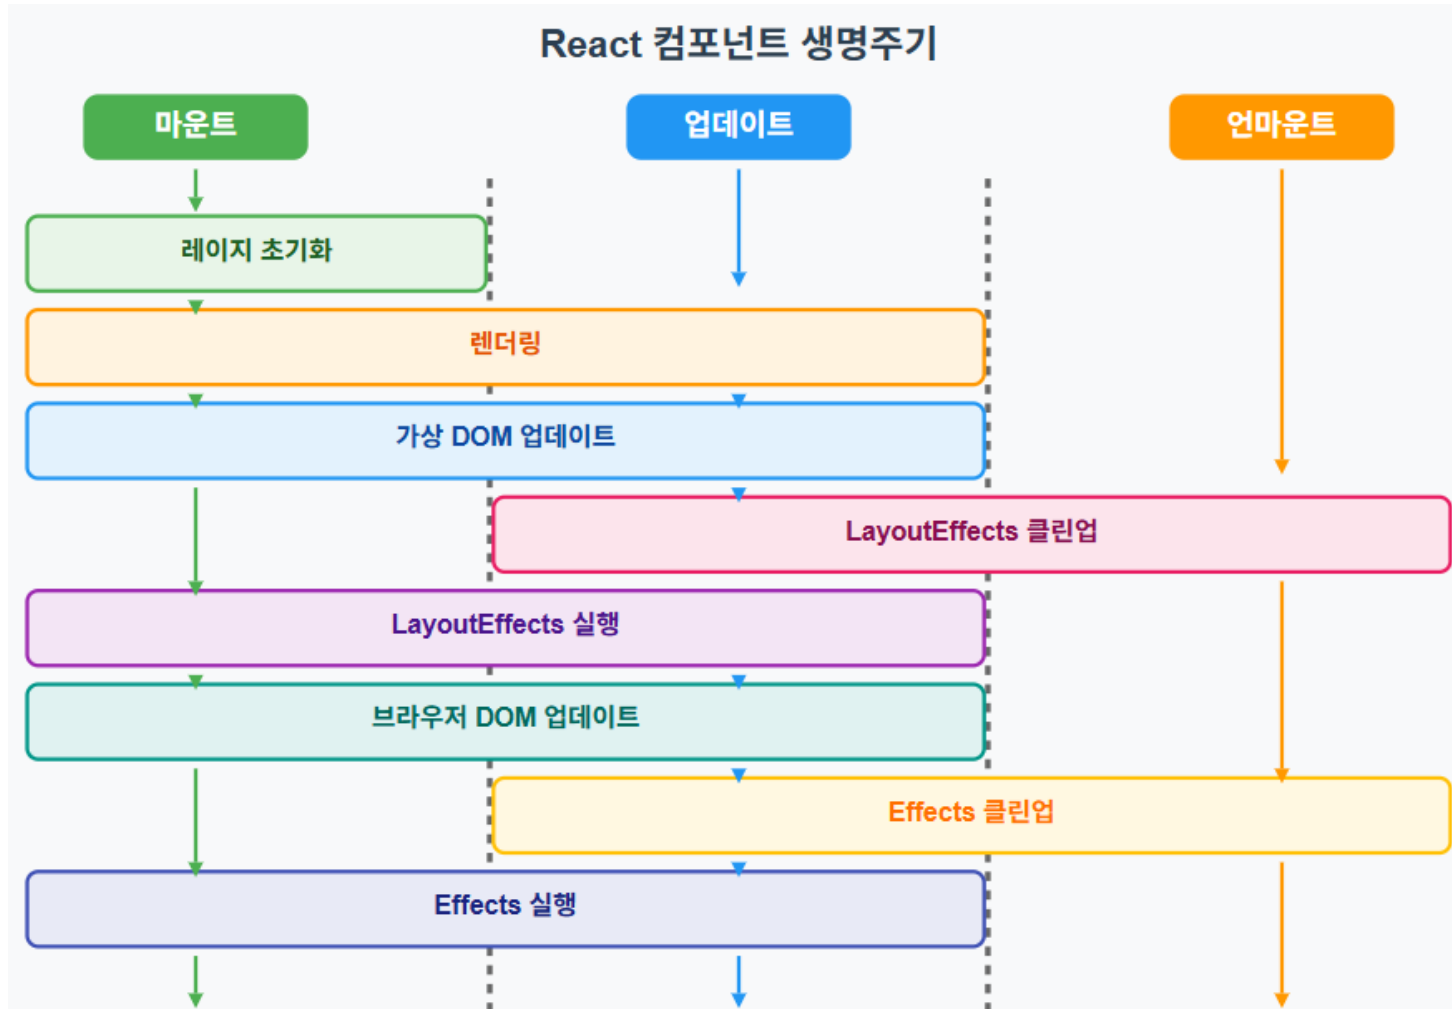 React 컴포넌트 생명주기
마운트
업데이트
언마운트
레이지 초기화
렌더링
가상 DOM 업데이트
LayoutEffects 클린업
LayoutEffects 실행
브라우저 DOM 업데이트
Effects 클린업
Effects 실행